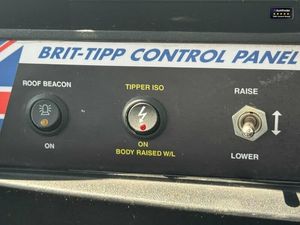 BRIT-TIPP CONTROL PANEL
ROOF BEACON
TIPPER ISO
RAISE
ON
ON
LOWER
BODY RAISED W/L